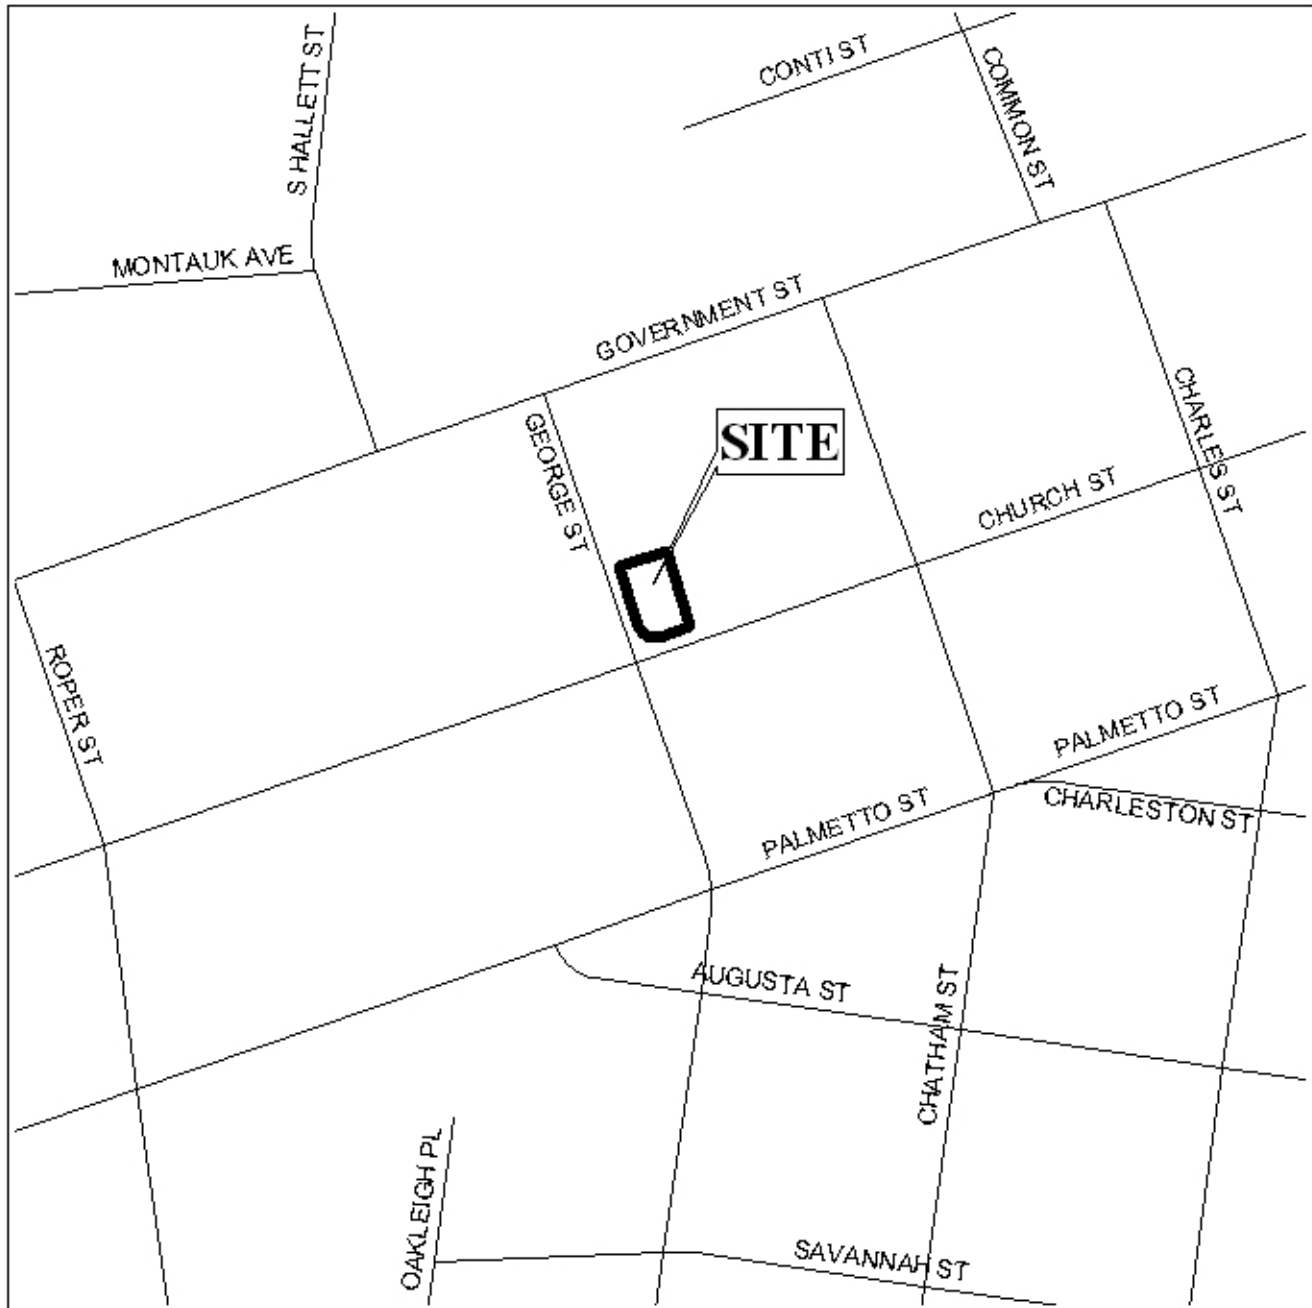 S HALLETT ST
CONTI ST
COMMON ST
MONTAUK AVE
GOVERNMENT ST
GEORGE ST
SITE
CHARLES ST
CHURCH ST
ROPER ST
PALMETTO ST
PALMETTO ST
CHARLESTON ST
AUGUSTA ST
CHATHAM ST
OAKLEIGH PL
SAVANNAH ST